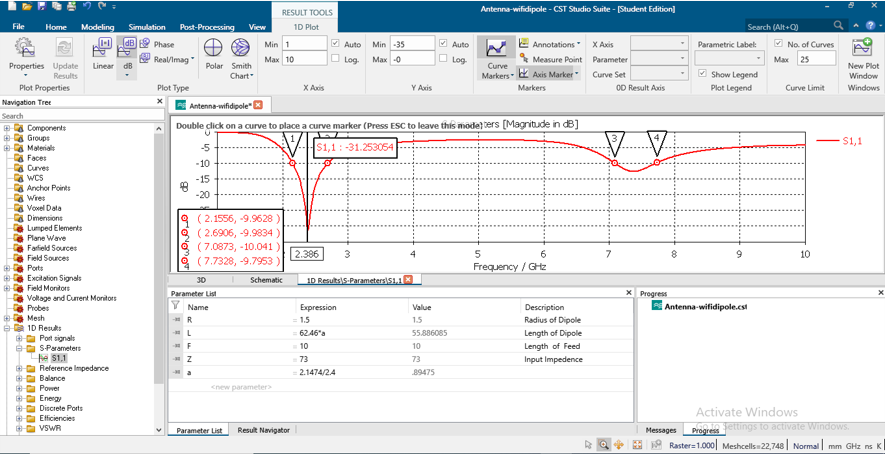 Antenna-wifidipole - CST Studio Suite - [Student Edition]
RESULT TOOLS
File Home Modeling Simulation Post-Processing View 1D Plot
Search (Alt+Q)
Properties
Update Results
Linear
dB
Phase
Real/Imag
Polar
Smith Chart
Min 1 Auto
Max 10 Log.
Min -35 Auto
Max -0 Log.
Curve Markers
Annotations
Measure Point
Axis Marker
X Axis
Parameter
Curve Set
Parametric Label:
Show Legend
No. of Curves
Max 25
New Plot Window
Plot Properties Plot Type X Axis Y Axis Markers 0D Result Axis Plot Legend Curve Limit Windows
Navigation Tree
Search
Components
Groups
Materials
Faces
Curves
WCS
Anchor Points
Wires
Voxel Data
Dimensions
Lumped Elements
Plane Wave
Farfield Sources
Field Sources
Ports
Excitation Signals
Field Monitors
Voltage and Current Monitors
Probes
Mesh
1D Results
Port signals
S-Parameters
S1,1
Reference Impedance
Balance
Power
Energy
Discrete Ports
Efficiencies
VSWR
Antenna-wifidipole*
Double click on a curve to place a curve marker (Press ESC to leave this mode)
[Magnitude in dB]
0
-5
-10
-15
-20
dB
1
2
3
4
S1,1 : -31.253054
S1,1
1 ( 2.1556, -9.9628 )
2 ( 2.6906, -9.9834 )
3 ( 7.0873, -10.041 )
4 ( 7.7328, -9.7953 )
2.386
3 4 5 6 7 8 9 10
Frequency / GHz
3D Schematic 1D Results\S-Parameters\S1,1
Parameter List
Name Expression Value Description
R = 1.5 1.5 Radius of Dipole
L = 62.46*a 55.886085 Length of Dipole
F = 10 10 Length of Feed
Z = 73 73 Input Impedence
a = 2.1474/2.4 .89475
<new parameter>
Parameter List Result Navigator
Progress
Antenna-wifidipole.cst
Activate Windows
Go to Settings to activate Windows.
Messages Progress
Raster=1.000 Meshcells=22,748 Normal mm GHz ns K